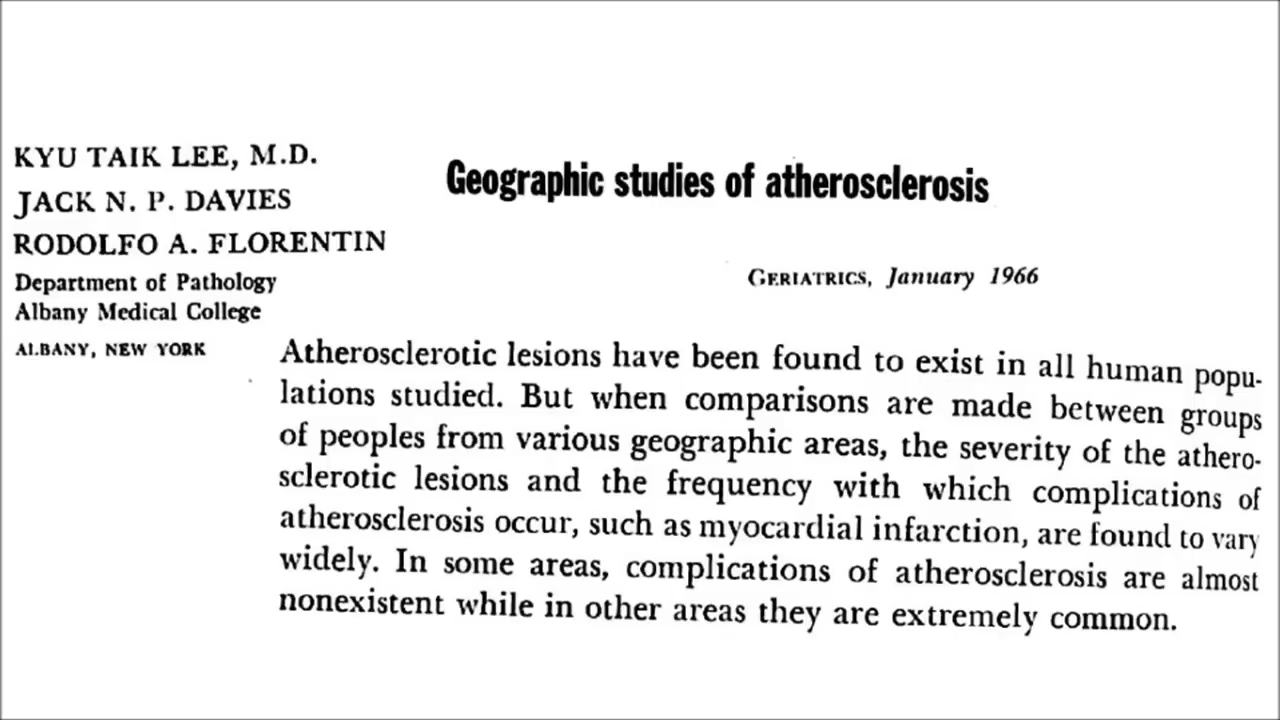 KYU TAIK LEE, M.D.
JACK N. P. DAVIES
RODOLFO A. FLORENTIN
Department of Pathology
Albany Medical College
ALBANY, NEW YORK
Geographic studies of atherosclerosis
GERIATRICS, January 1966
Atherosclerotic lesions have been found to exist in all human popu-
lations studied. But when comparisons are made between groups
of peoples from various geographic areas, the severity of the athero-
sclerotic lesions and the frequency with which complications of
atherosclerosis occur, such as myocardial infarction, are found to vary
widely. In some areas, complications of atherosclerosis are almost
nonexistent while in other areas they are extremely common.